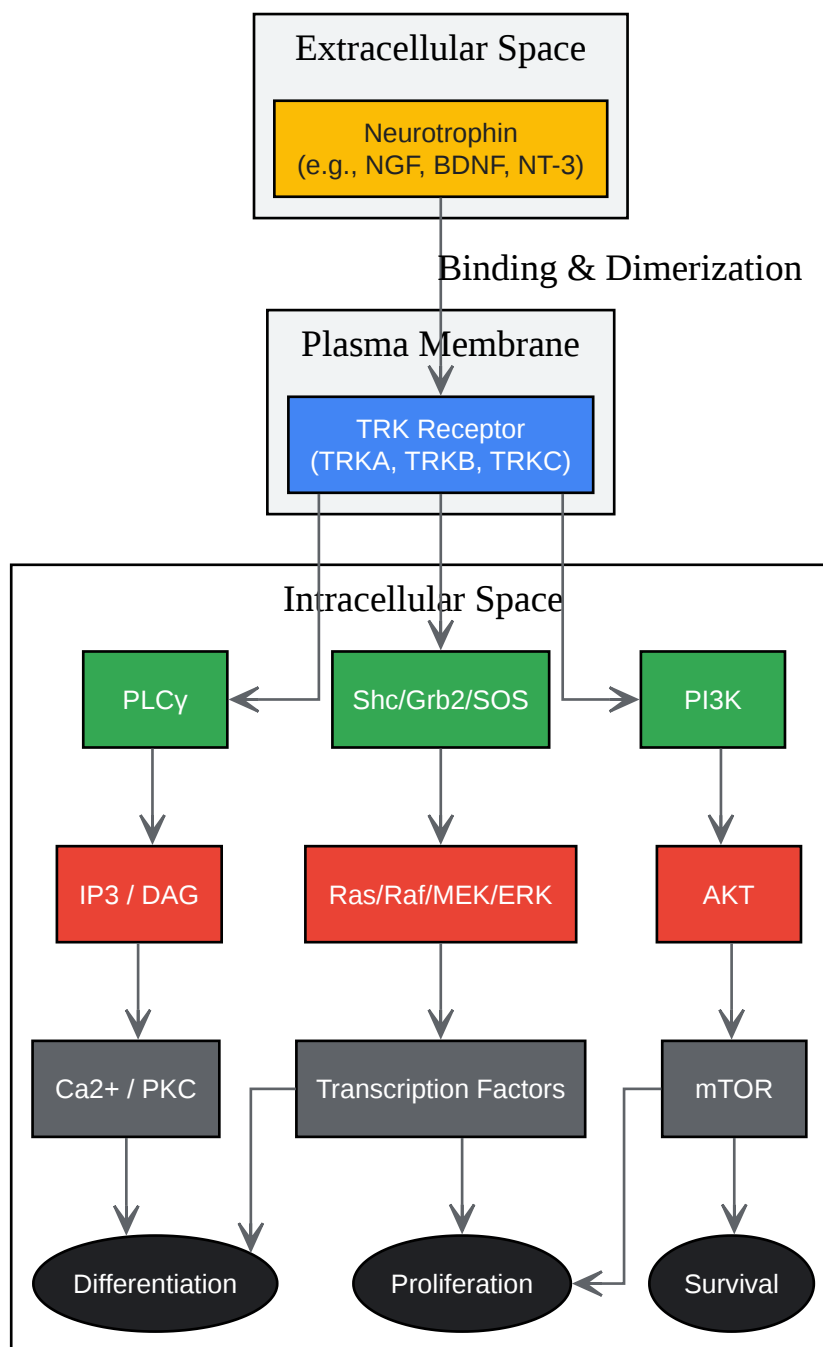 Extracellular Space
Neurotrophin
(e.g., NGF, BDNF, NT-3)
Binding & Dimerization
Plasma Membrane
TRK Receptor
(TRKA, TRKB, TRKC)
Intracellular Space
PLCγ
Shc/Grb2/SOS
PI3K
IP3 / DAG
Ras/Raf/MEK/ERK
AKT
Ca2+ / PKC
Transcription Factors
mTOR
Differentiation
Proliferation
Survival